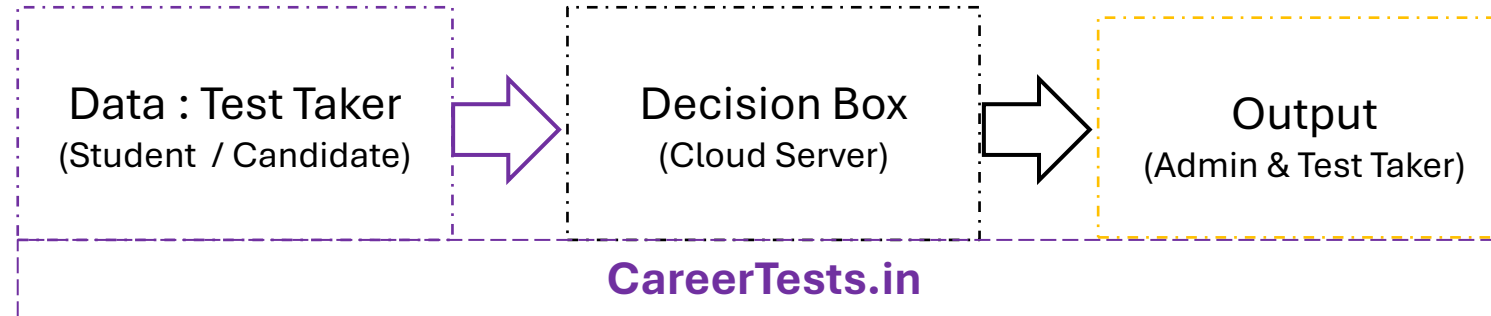 Data : Test Taker
(Student / Candidate)
Decision Box
(Cloud Server)
Output
(Admin & Test Taker)
CareerTests.in